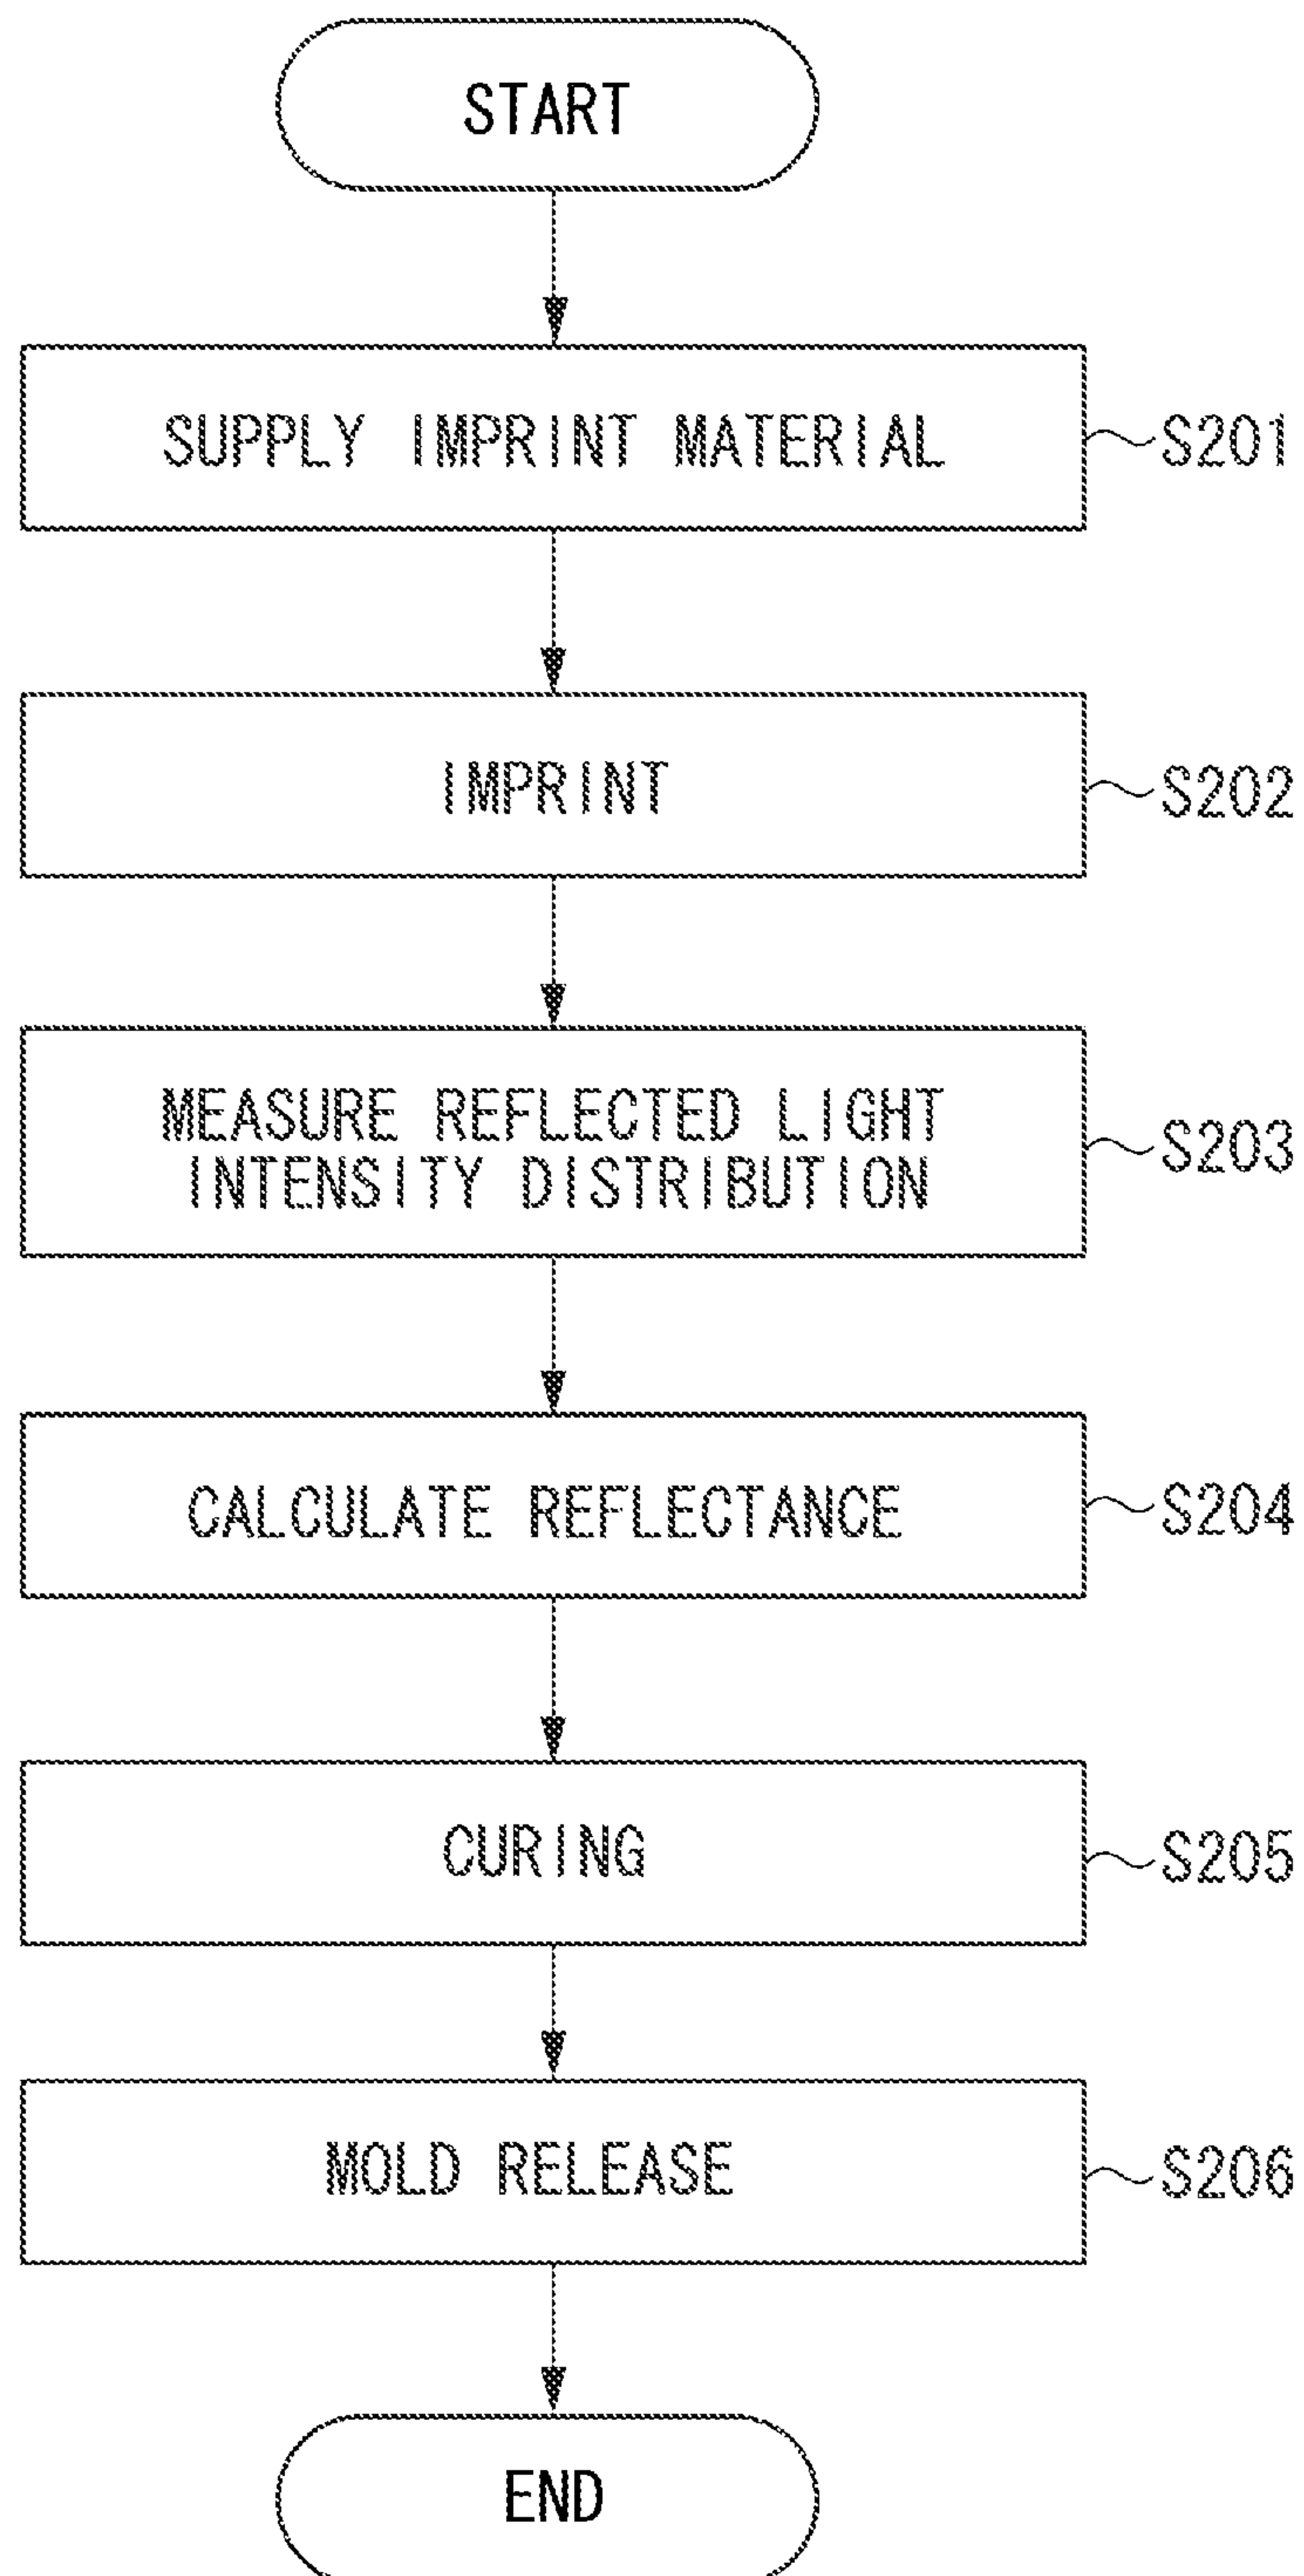 START
SUPPLY IMPRINT MATERIAL
S201
IMPRINT
S202
MEASURE REFLECTED LIGHT
INTENSITY DISTRIBUTION
S203
CALCULATE REFLECTANCE
S204
CURING
S205
MOLD RELEASE
S206
END